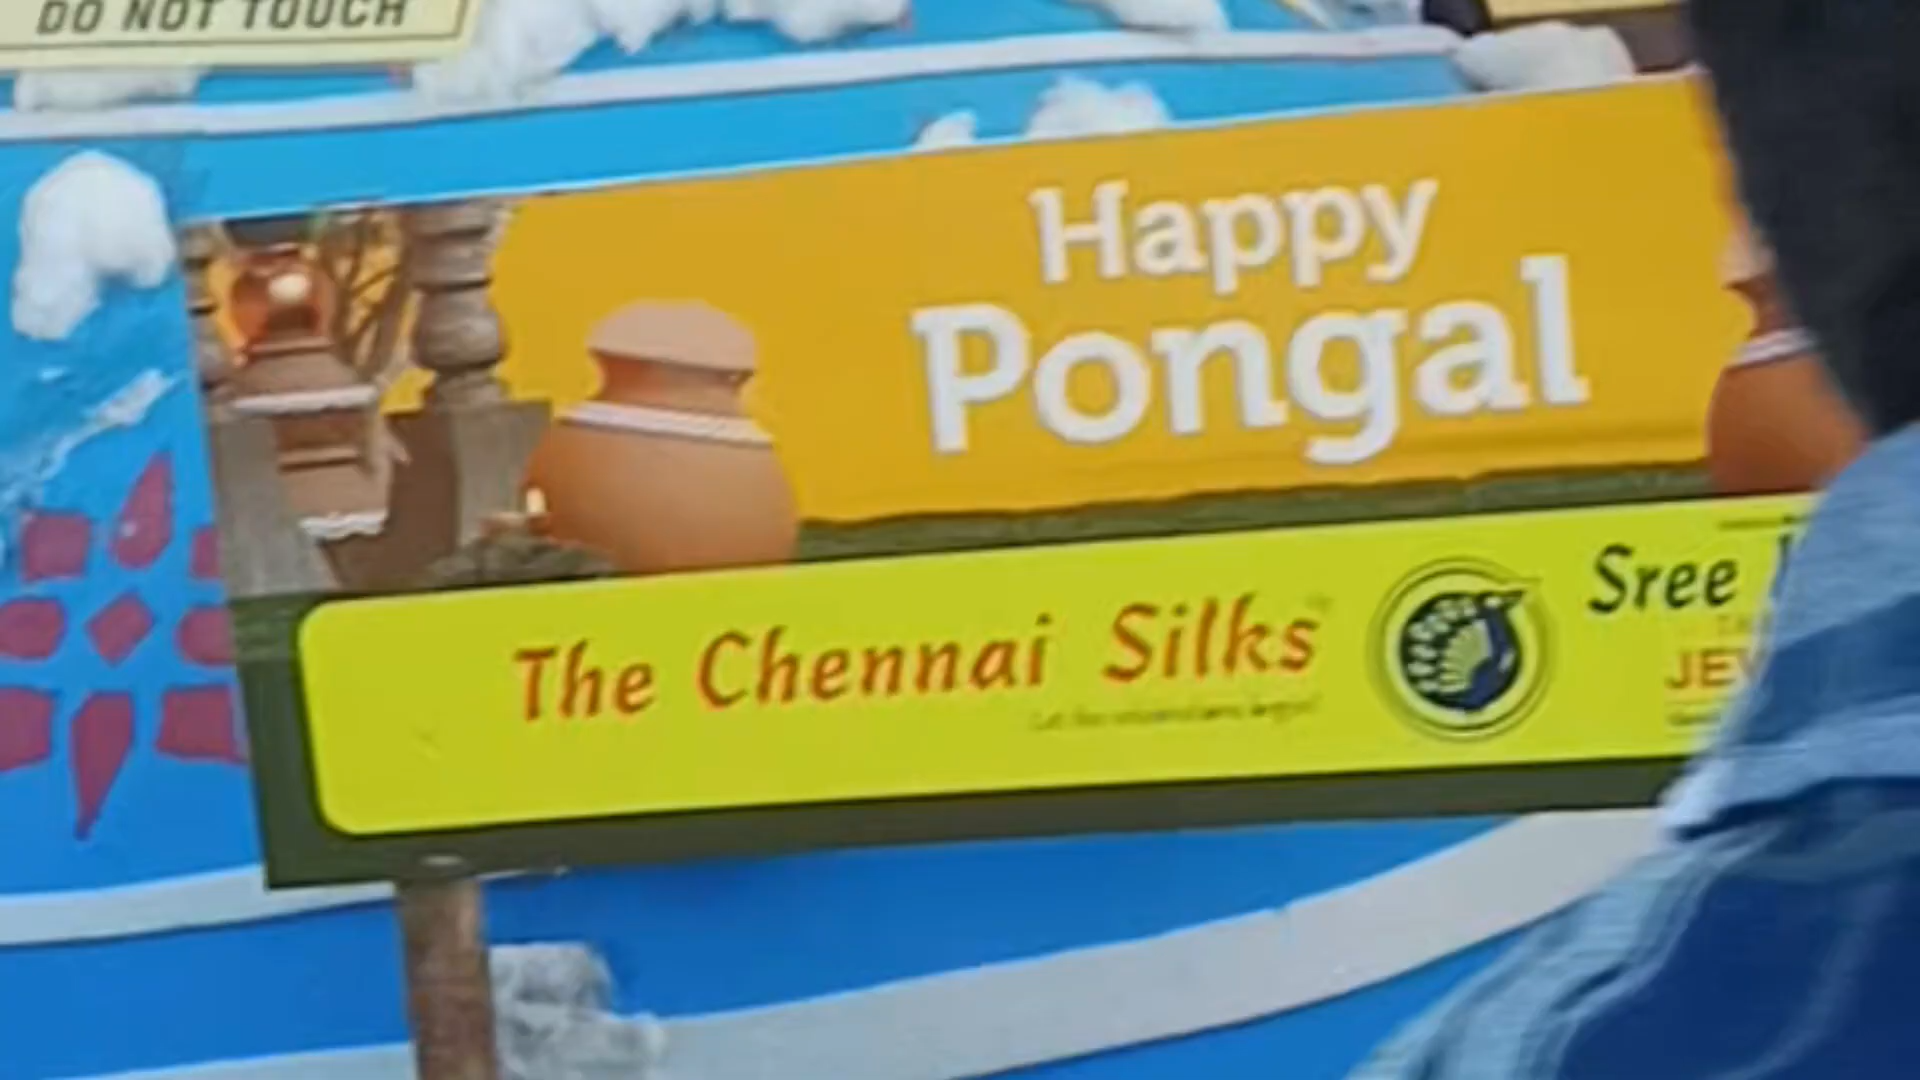 DO NOT TOUCH
Happy
Pongal
The Chennai Silks
Sree